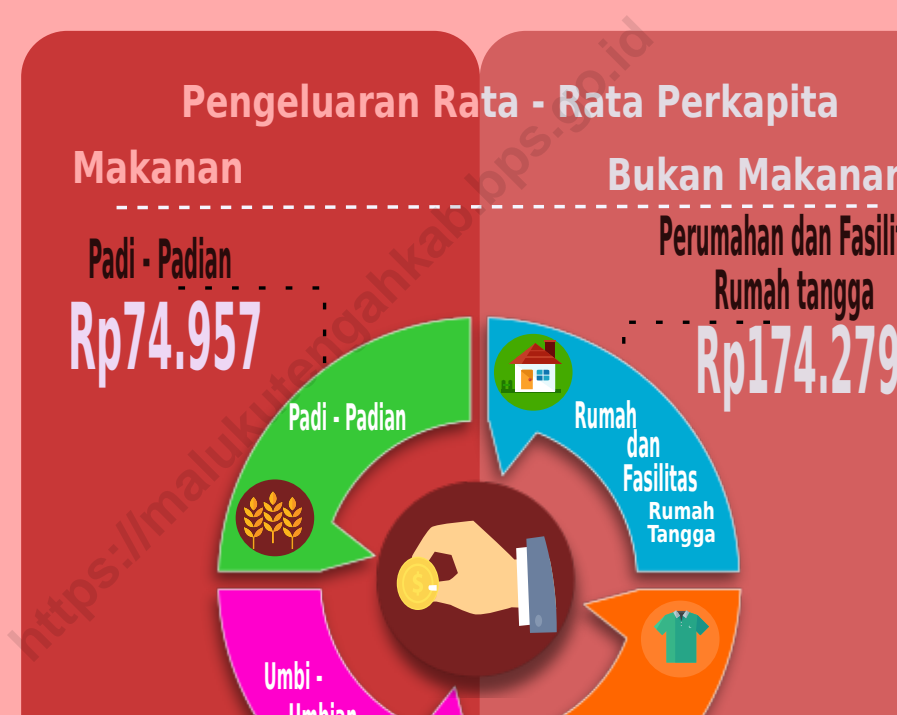 Pengeluaran Rata - Rata Perkapita
Makanan
Bukan Makanan
Padi - Padian
Rp74.957
Perumahan dan Fasilit
Rumah tangga
Rp174.279
Padi - Padian
Rumah
dan
Fasilitas
Rumah
Tangga
Umbi -
Umbian
https://malukutengahkab.bps.go.id